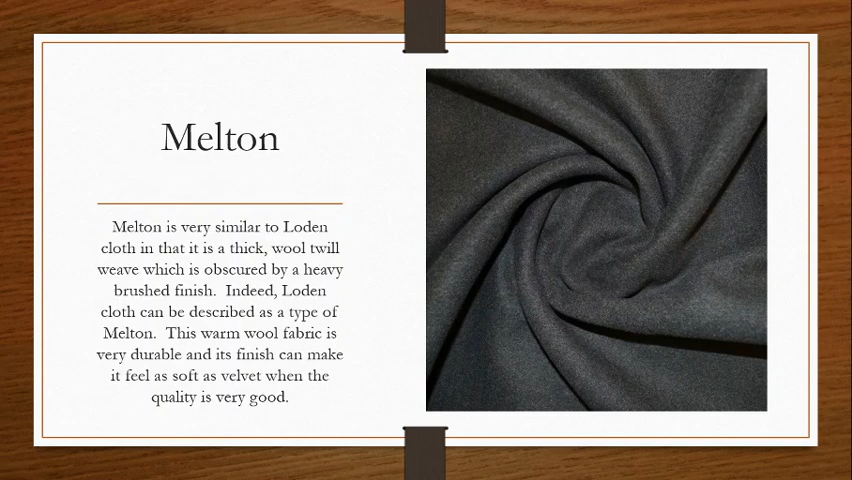 Melton
Melton is very similar to Loden
cloth in that it is a thick, wool twill
weave which is obscured by a heavy
brushed finish.  Indeed, Loden
cloth can be described as a type of
Melton.  This warm wool fabric is
very durable and its finish can make
it feel as soft as velvet when the
quality is very good.